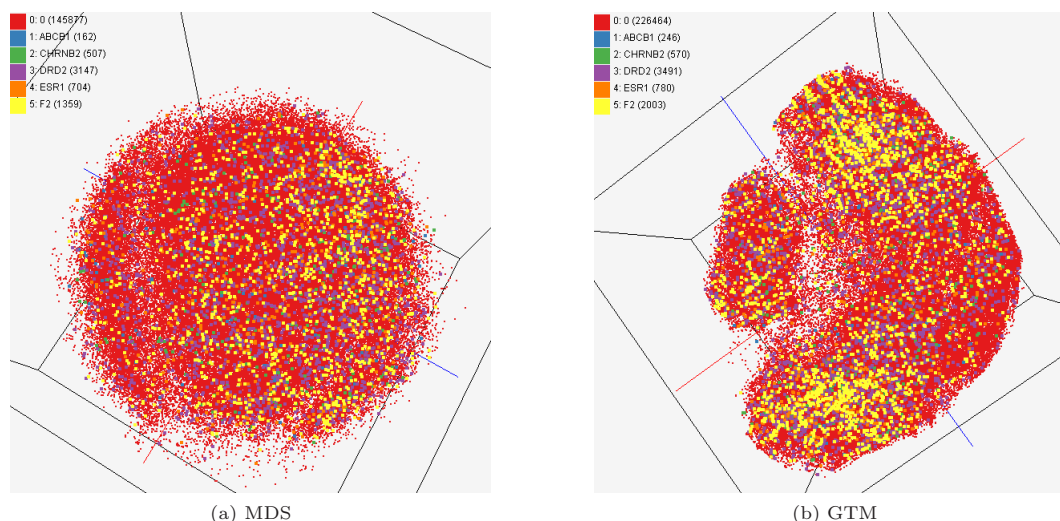 0: 0 (145877)
1: ABCB1 (162)
2: CHRNB2 (507)
3: DRD2 (3147)
4: ESR1 (704)
5: F2 (1359)
(a) MDS
0: 0 (226464)
1: ABCB1 (246)
2: CHRNB2 (570)
3: DRD2 (3491)
4: ESR1 (780)
5: F2 (2003)
(b) GTM